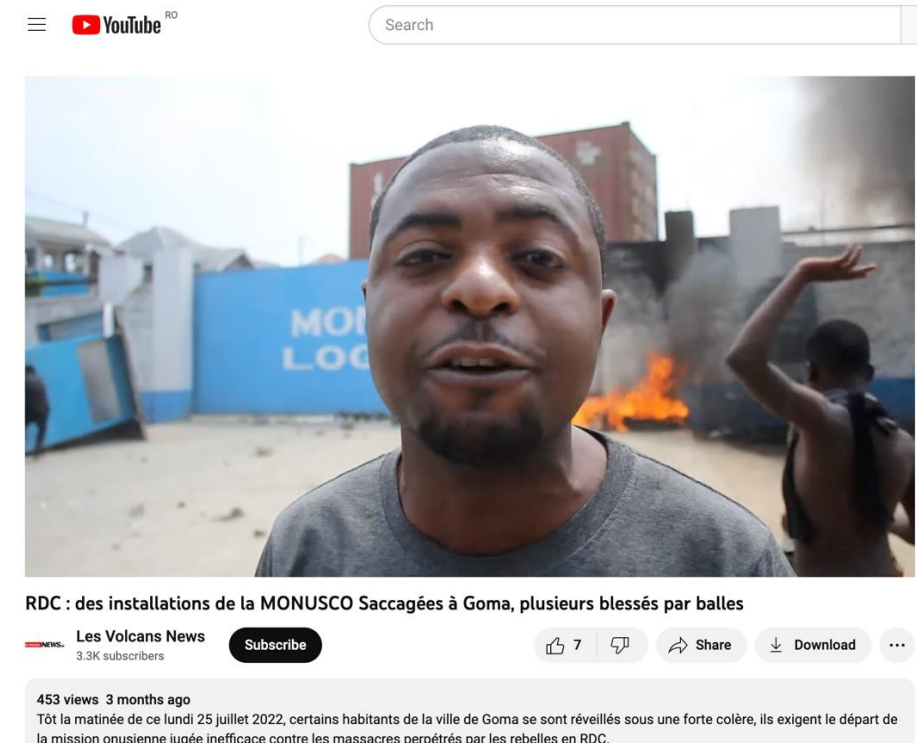 YouTube RO
Search
MON
LOG
RDC : des installations de la MONUSCO Saccagées à Goma, plusieurs blessés par balles
NEWS
Les Volcans News
3.3K subscribers
Subscribe
7
Share
Download
453 views 3 months ago
Tôt la matinée de ce lundi 25 juillet 2022, certains habitants de la ville de Goma se sont réveillés sous une forte colère, ils exigent le départ de
la mission onusienne jugée inefficace contre les massacres perpétrés par les rebelles en RDC.